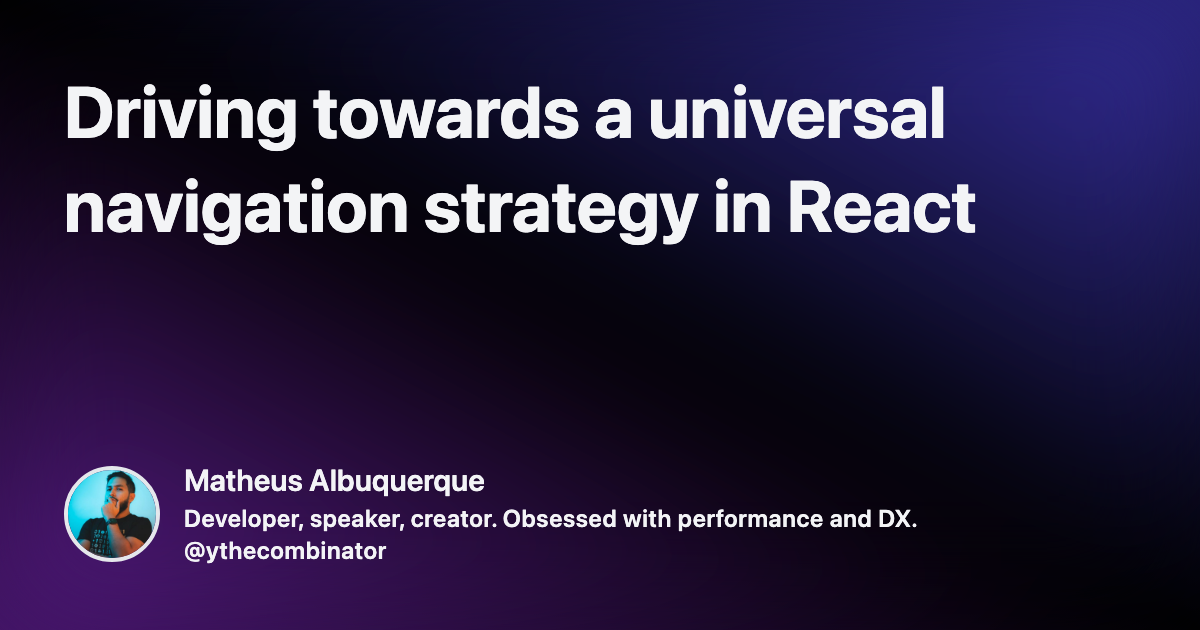 Driving towards a universal
navigation strategy in React
Matheus Albuquerque
Developer, speaker, creator. Obsessed with performance and DX.
@ythecombinator